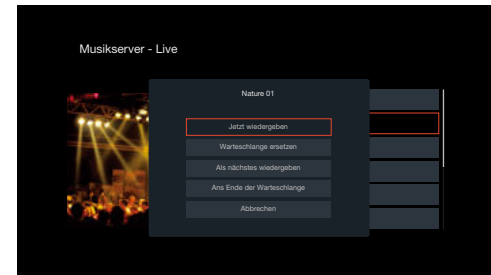 Musikserver - Live
Nature 01
Jetzt wiedergeben
Warteschlange ersetzen
Als nächstes wiedergeben
Ans Ende der Warteschlange
Abbrechen